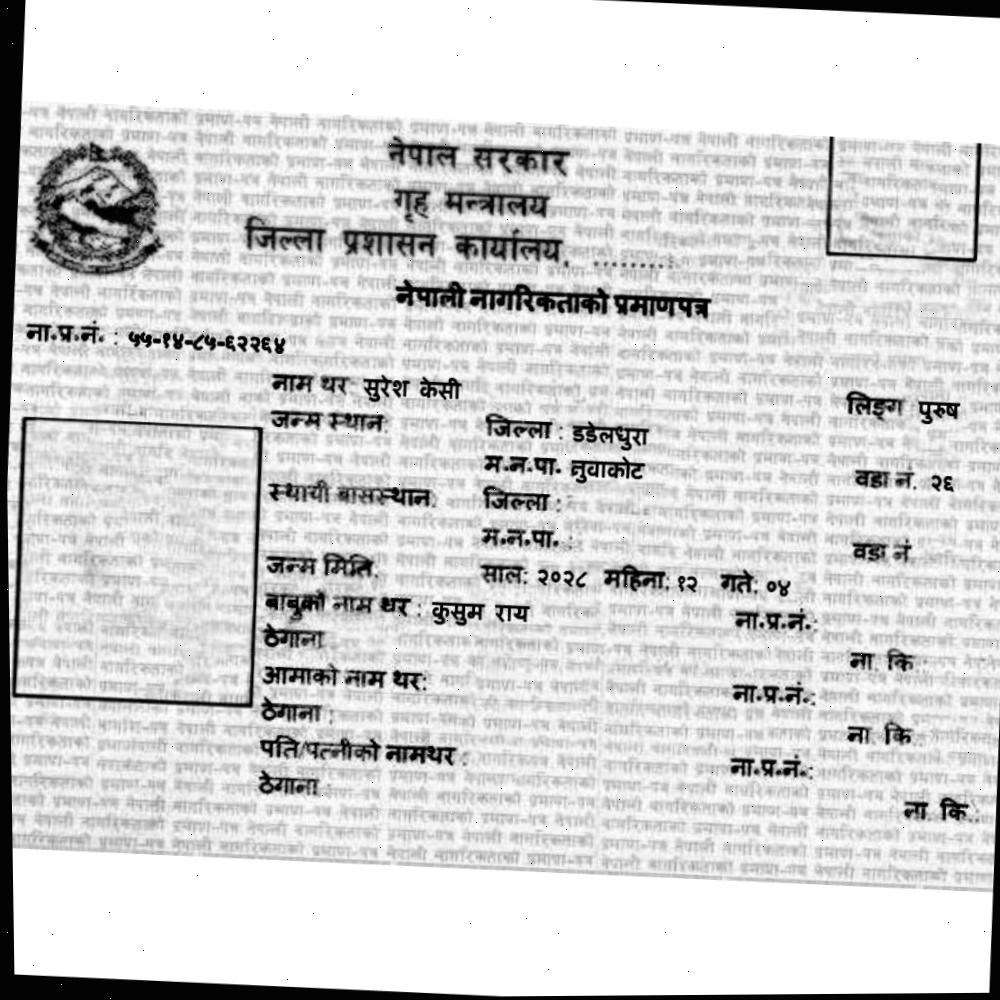 नेपाल सरकार
गृह मन्त्रालय
जिल्ला प्रशासन कार्यालय, ..........
नेपाली नागरिकताको प्रमाणपत्र
ना.प्र.नं. : ५५-१४-८५-६२२६४
नाम थर: सुरेश केसी लिङ्ग पुरुष
जन्म स्थान: जिल्ला : डडेलधुरा
म.न.पा. नुवाकोट वडा नं. २६
स्थायी बासस्थान: जिल्ला :
म.न.पा. : वडा नं
जन्म मिति: साल: २०२८ महिना: १२ गते: ०४
बाबुको नाम थर : कुसुम राय ना.प्र.नं.:
ठेगाना ना. कि.:
आमाको नाम थर: ना.प्र.नं.:
ठेगाना : ना. कि.
पति/पत्नीको नामथर : ना.प्र.नं.:
ठेगाना : ना. कि.: